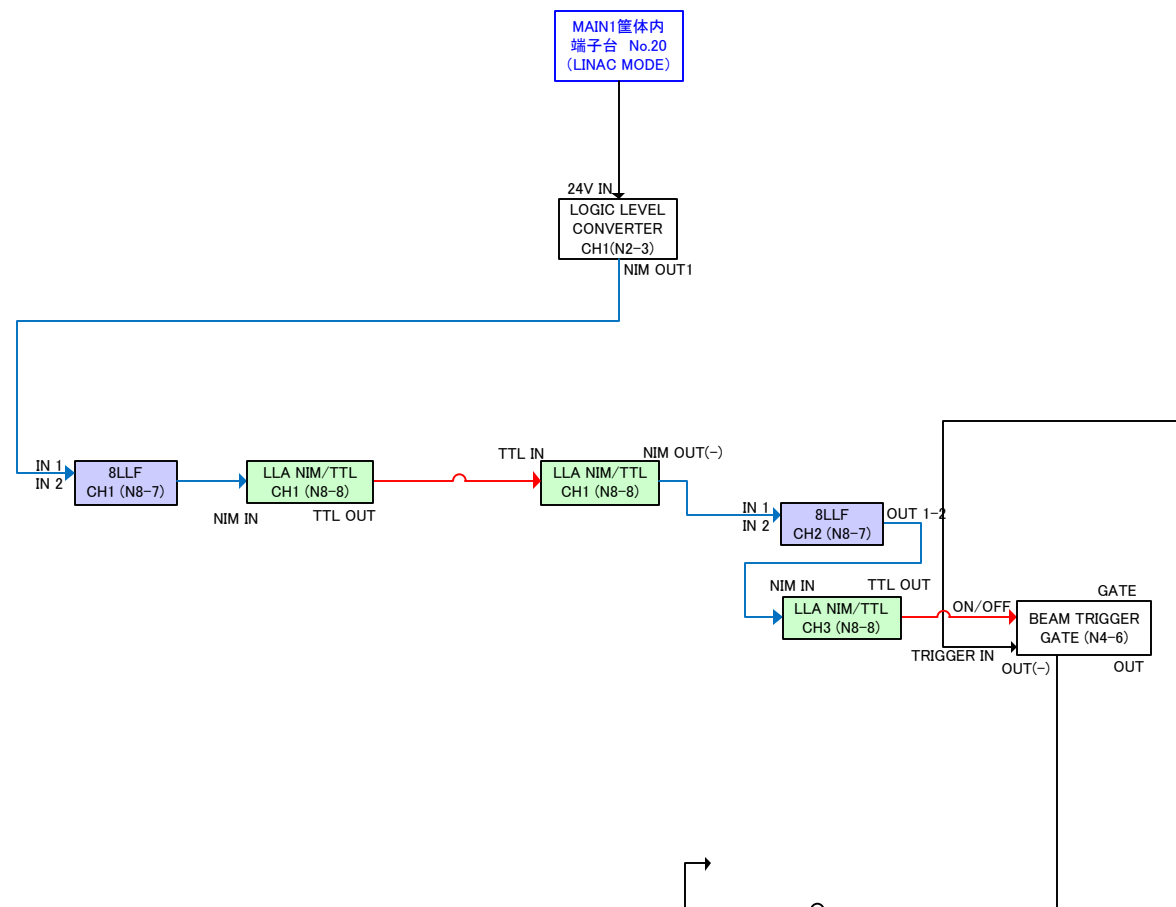 MAIN1筐体内
端子台 No.20
(LINAC MODE)
24V IN
LOGIC LEVEL
CONVERTER
CH1(N2-3)
NIM OUT1
IN 1
IN 2
8LLF
CH1 (N8-7)
NIM IN
LLA NIM/TTL
CH1 (N8-8)
TTL OUT
TTL IN
LLA NIM/TTL
CH1 (N8-8)
NIM OUT(-)
IN 1
IN 2
8LLF
CH2 (N8-7)
OUT 1-2
NIM IN
TTL OUT
LLA NIM/TTL
CH3 (N8-8)
ON/OFF
GATE
BEAM TRIGGER
GATE (N4-6)
TRIGGER IN
OUT(-)
OUT